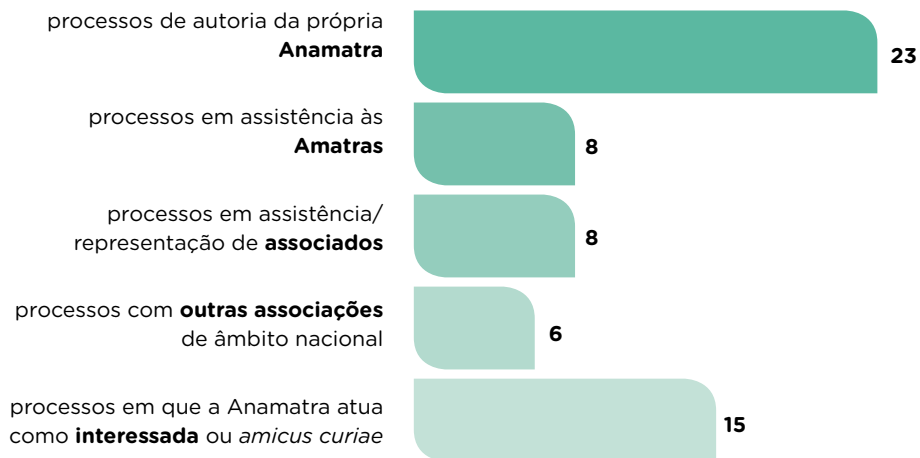 processos de autoria da própria
Anamatra
23
processos em assistência às
Amatras
8
processos em assistência/
representação de associados
8
processos com outras associações
de âmbito nacional
6
processos em que a Anamatra atua
como interessada ou amicus curiae
15